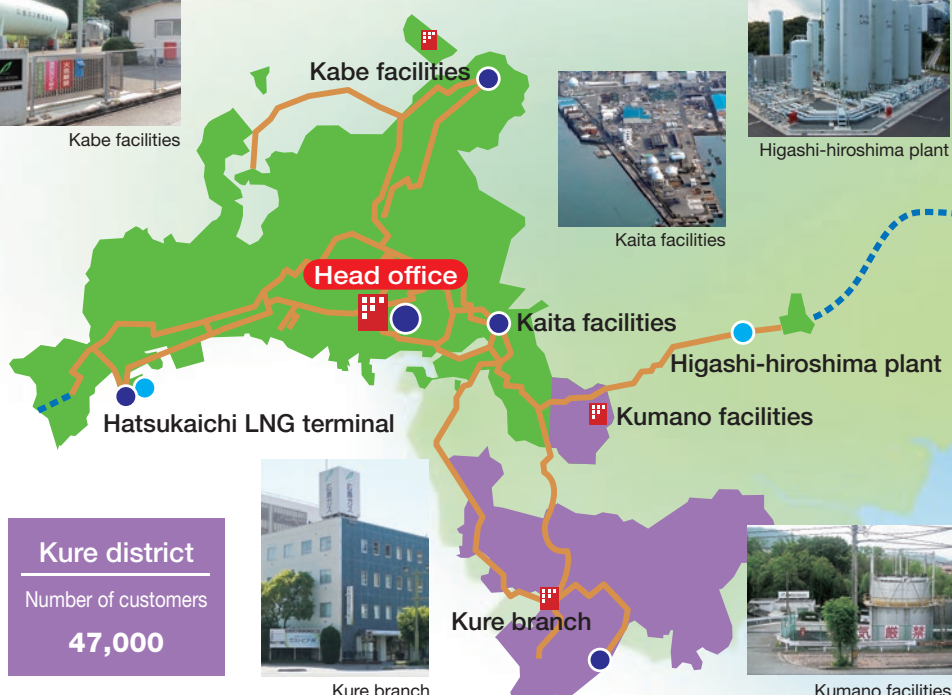 Kabe facilities
Kabe facilities
Higashi-hiroshima plant
Kaita facilities
Head office
Kaita facilities
Higashi-hiroshima plant
Hatsukaichi LNG terminal
Kumano facilities
Kure district
Number of customers
47,000
Kure branch
Kure branch
Kumano facilities